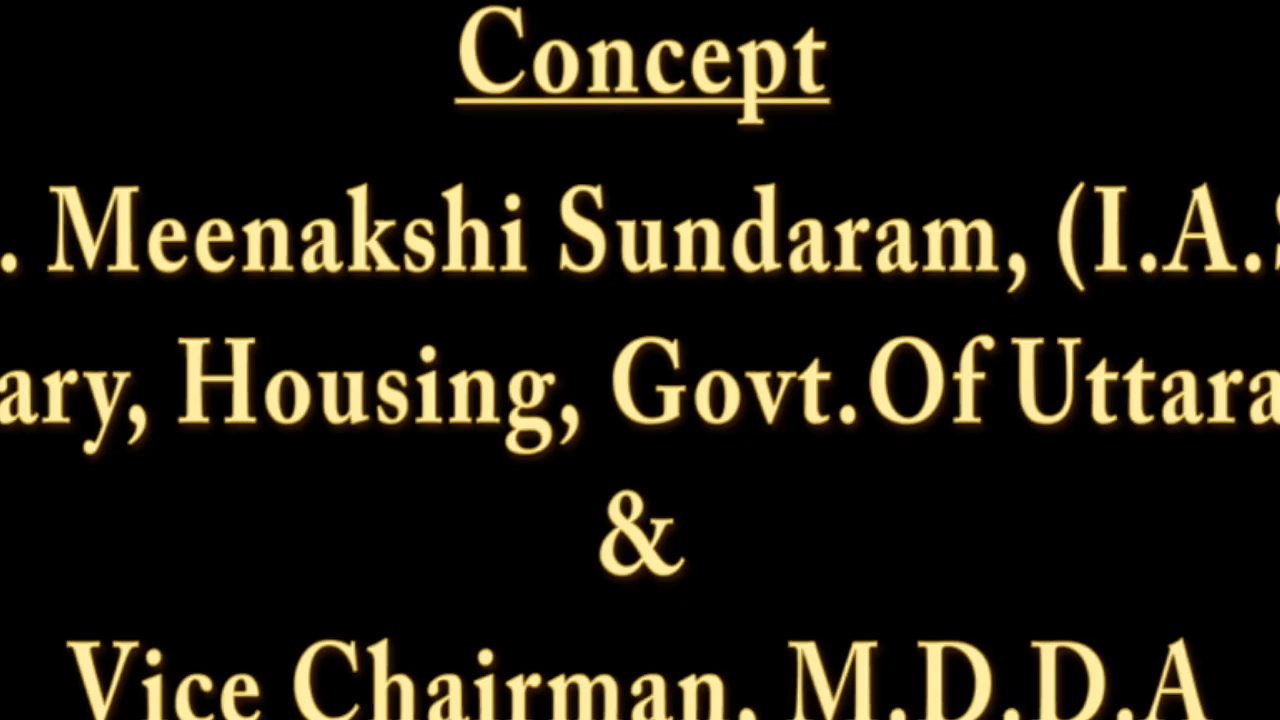 Concept
. Meenakshi Sundaram, (I.A.S
ary, Housing, Govt.Of Uttara
&
Vice Chairman, M.D.D.A